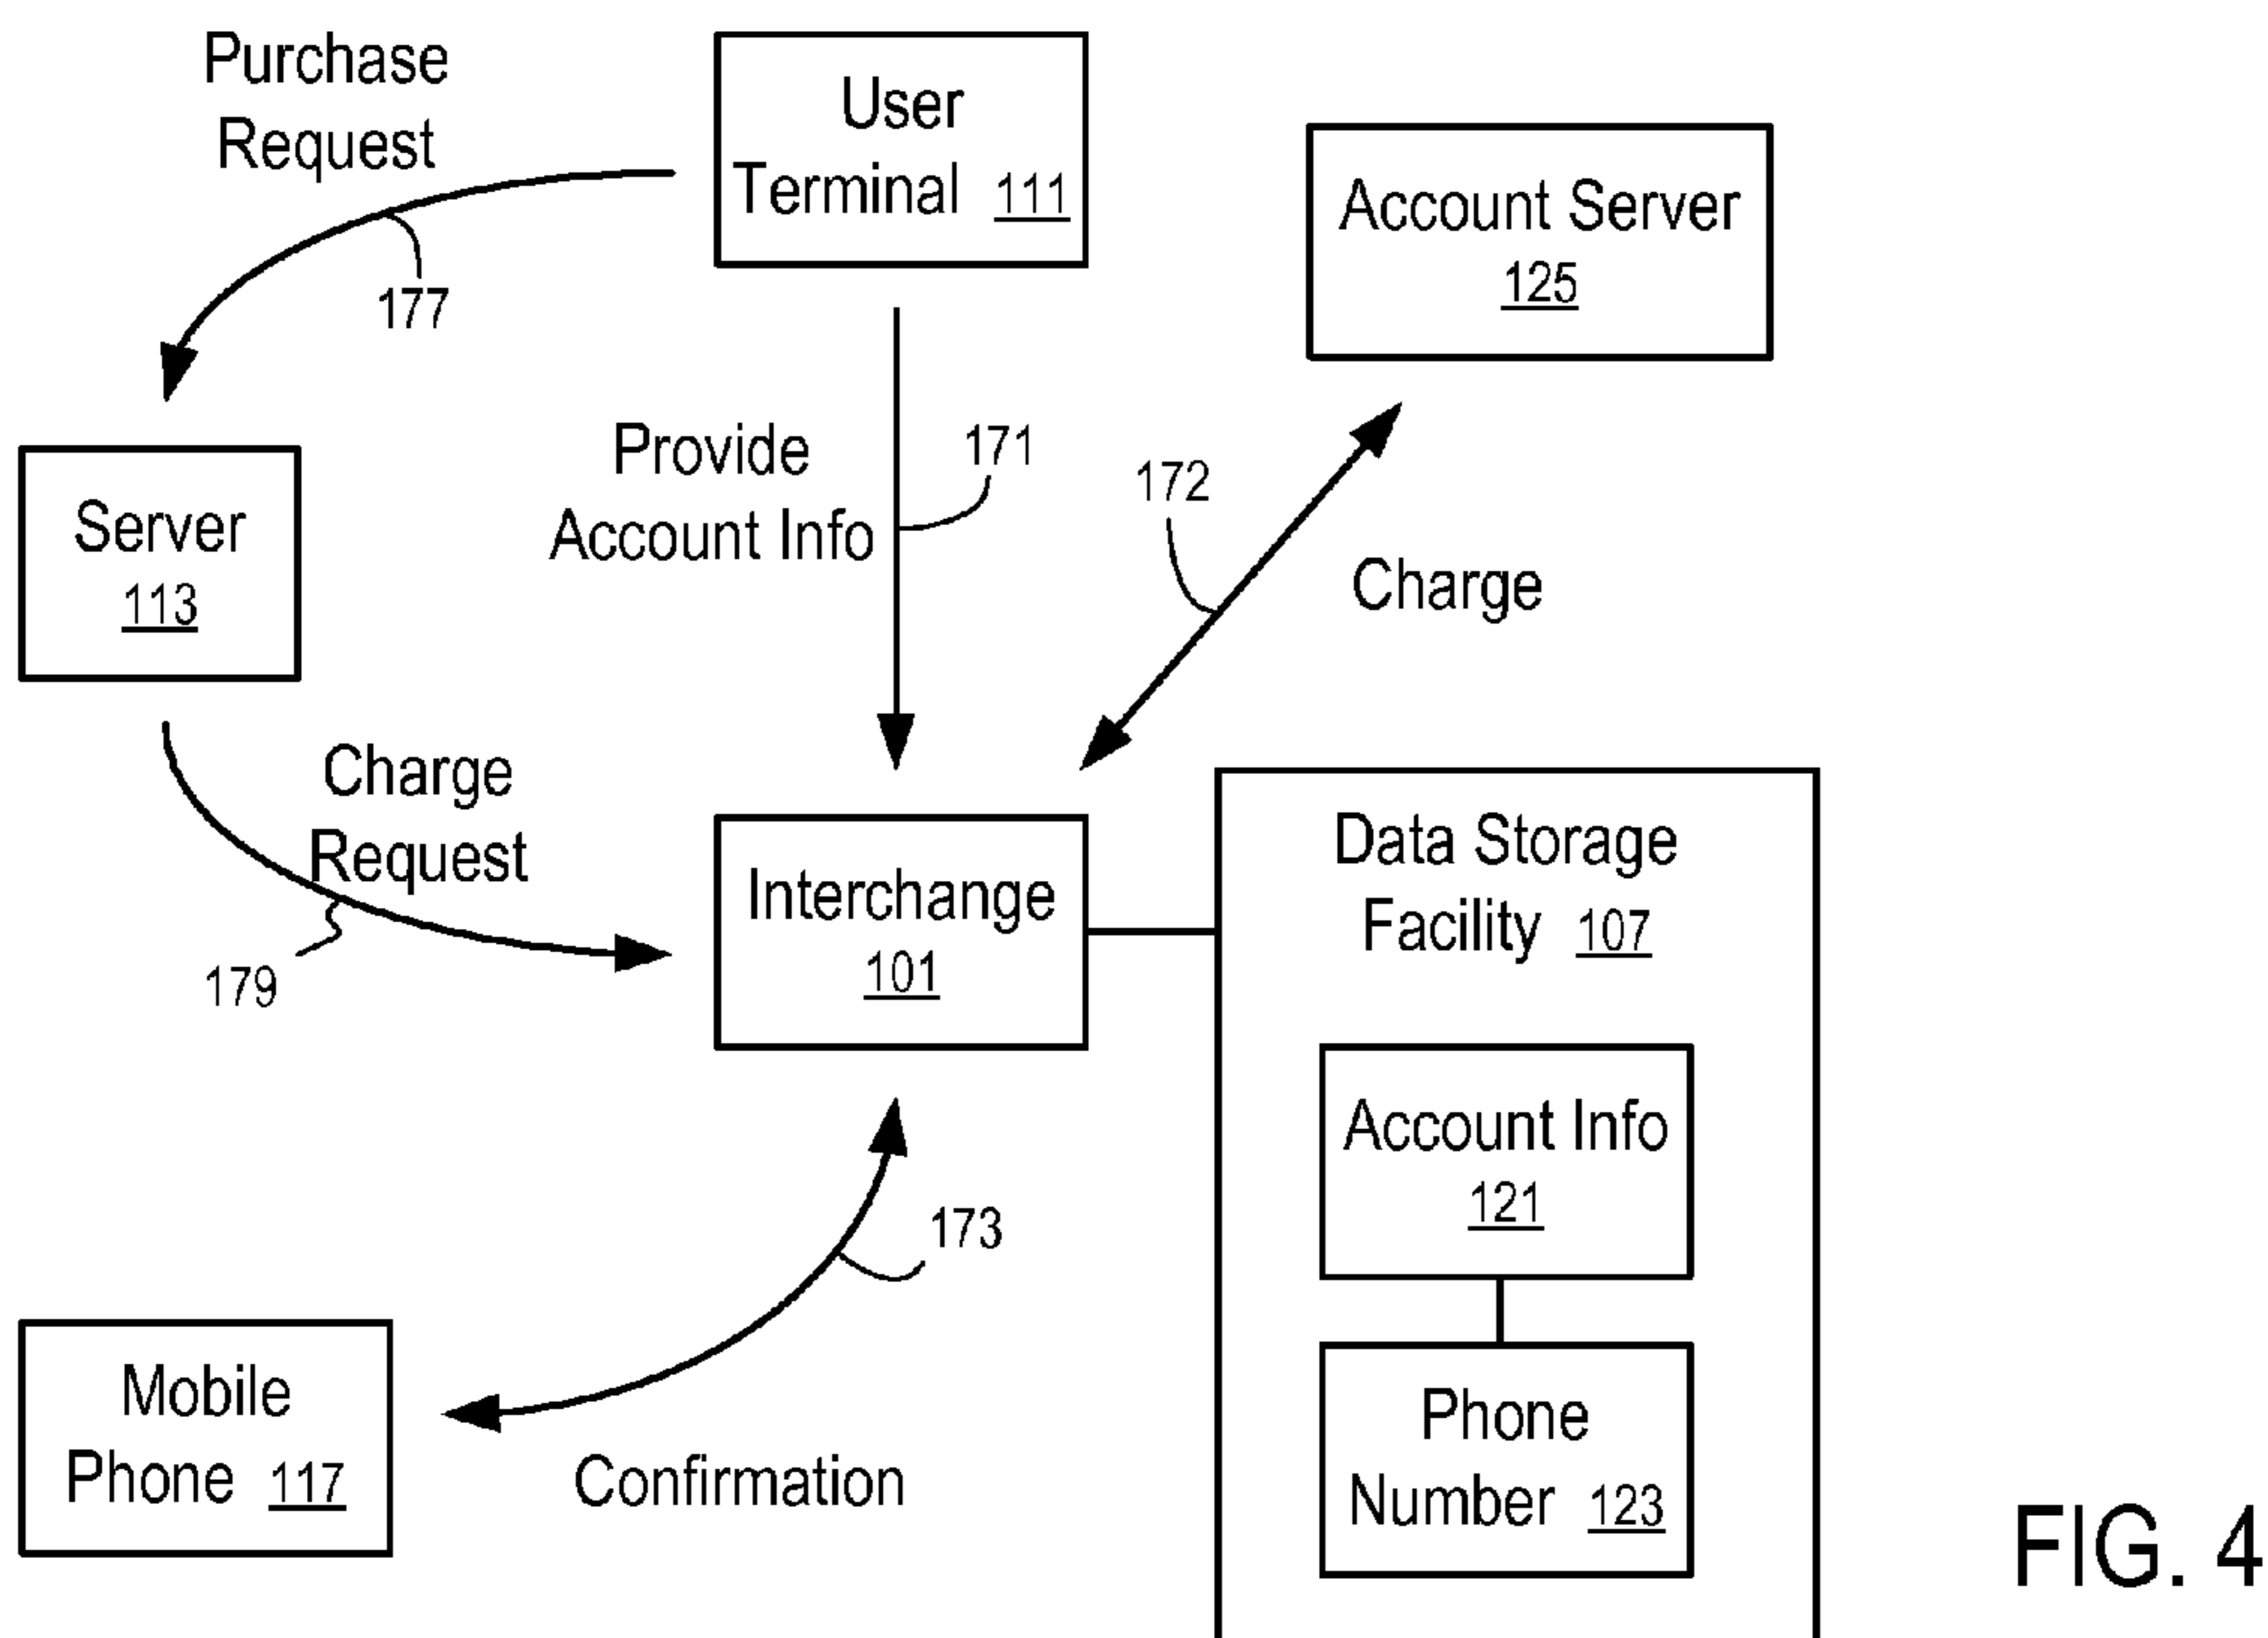 Purchase
Request
177
User
Terminal 111
Account Server
125
Server
113
Provide
Account Info
171
172
Charge
Charge
Request
179
Interchange
101
Data Storage
Facility 107
Account Info
121
Phone
Number 123
173
Mobile
Phone 117
Confirmation
FIG. 4